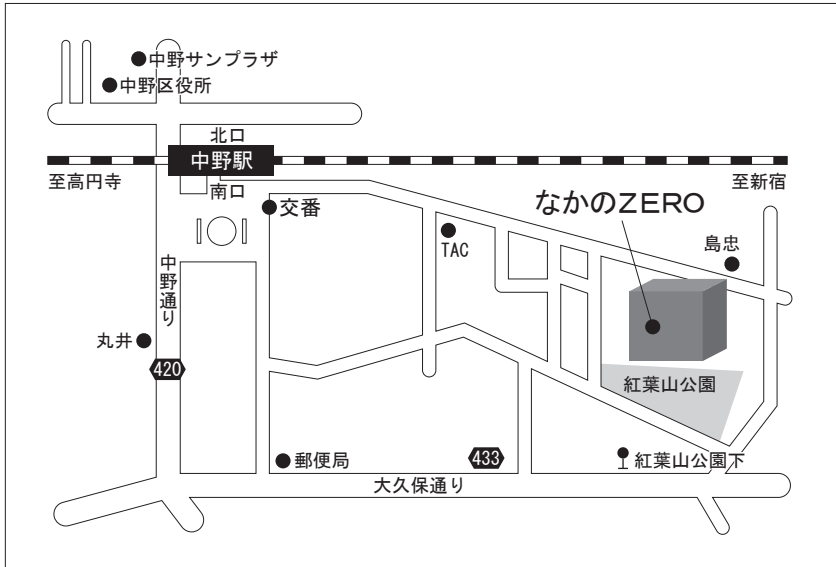 中野サンプラザ
中野区役所
北口
中野駅
至高円寺
南口
至新宿
なかのZERO
交番
島忠
TAC
中野通り
丸井
420
紅葉山公園
郵便局
433
紅葉山公園下
大久保通り